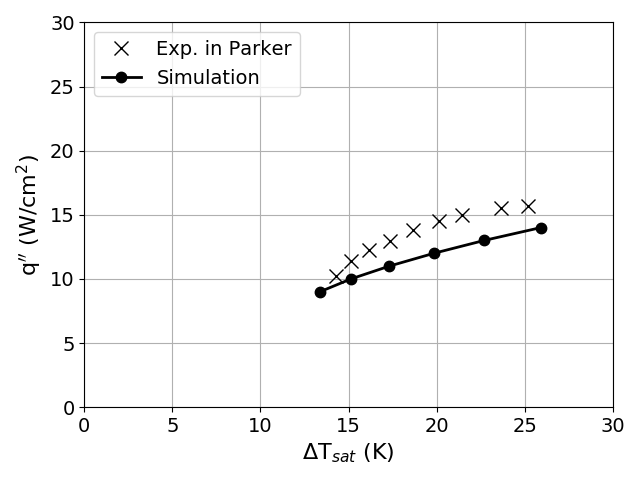 Exp. in Parker
Simulation
30
25
20
15
10
5
0
q″ (W/cm²)
0 5 10 15 20 25 30
ΔTₛₐₜ (K)